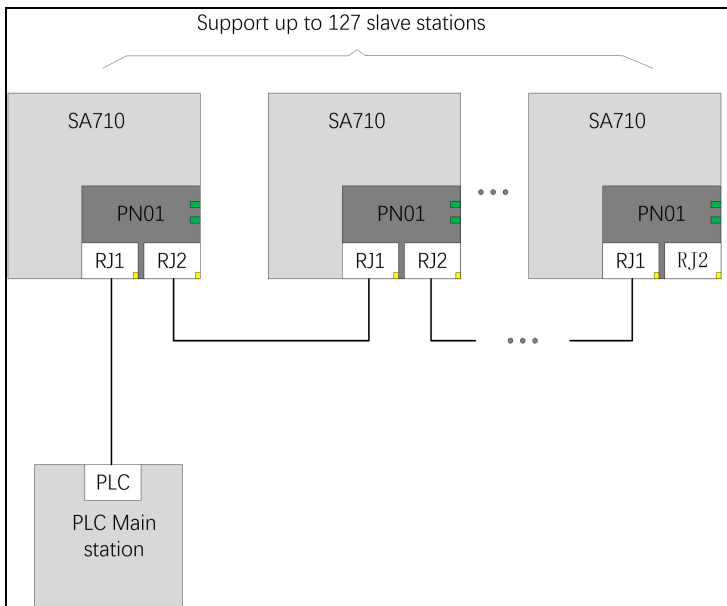 Support up to 127 slave stations
SA710
SA710
SA710
PN01
PN01
PN01
RJ1
RJ2
RJ1
RJ2
RJ1
RJ2
PLC
PLC Main
station